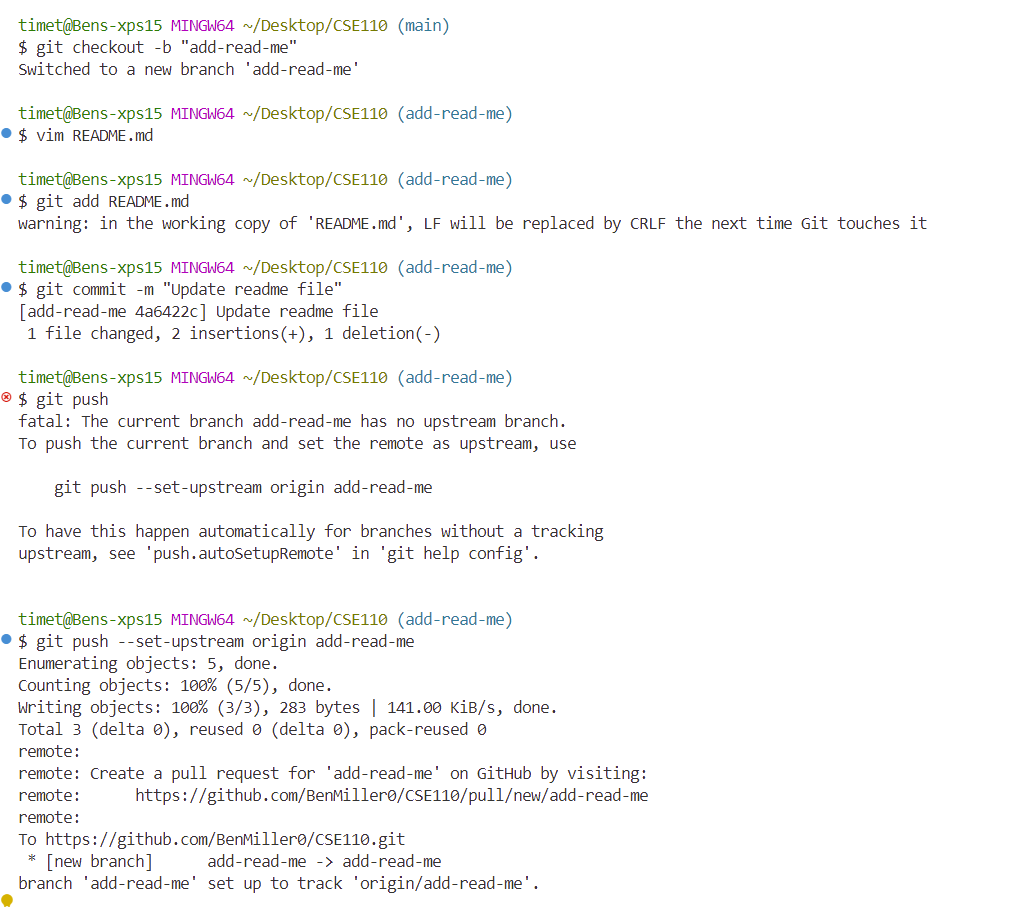 timet@Bens-xps15 MINGW64 ~/Desktop/CSE110 (main)
$ git checkout -b "add-read-me"
Switched to a new branch 'add-read-me'
timet@Bens-xps15 MINGW64 ~/Desktop/CSE110 (add-read-me)
$ vim README.md
timet@Bens-xps15 MINGW64 ~/Desktop/CSE110 (add-read-me)
$ git add README.md
warning: in the working copy of 'README.md', LF will be replaced by CRLF the next time Git touches it
timet@Bens-xps15 MINGW64 ~/Desktop/CSE110 (add-read-me)
$ git commit -m "Update readme file"
[add-read-me 4a6422c] Update readme file
 1 file changed, 2 insertions(+), 1 deletion(-)
timet@Bens-xps15 MINGW64 ~/Desktop/CSE110 (add-read-me)
$ git push
fatal: The current branch add-read-me has no upstream branch.
To push the current branch and set the remote as upstream, use
    git push --set-upstream origin add-read-me
To have this happen automatically for branches without a tracking
upstream, see 'push.autoSetupRemote' in 'git help config'.
timet@Bens-xps15 MINGW64 ~/Desktop/CSE110 (add-read-me)
$ git push --set-upstream origin add-read-me
Enumerating objects: 5, done.
Counting objects: 100% (5/5), done.
Writing objects: 100% (3/3), 283 bytes | 141.00 KiB/s, done.
Total 3 (delta 0), reused 0 (delta 0), pack-reused 0
remote:
remote: Create a pull request for 'add-read-me' on GitHub by visiting:
remote:      https://github.com/BenMiller0/CSE110/pull/new/add-read-me
remote:
To https://github.com/BenMiller0/CSE110.git
 * [new branch]      add-read-me -> add-read-me
branch 'add-read-me' set up to track 'origin/add-read-me'.